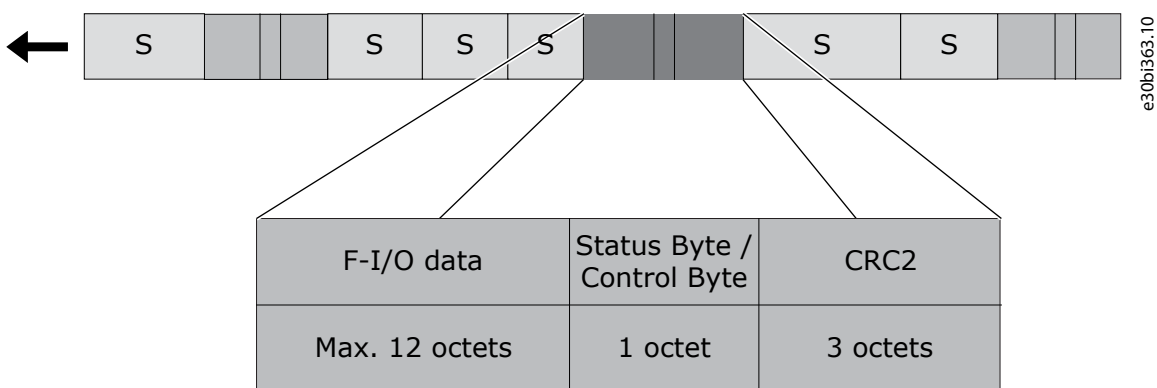 S S S S S S
e30bi363.10
F-I/O data
Status Byte /
Control Byte
CRC2
Max. 12 octets
1 octet
3 octets